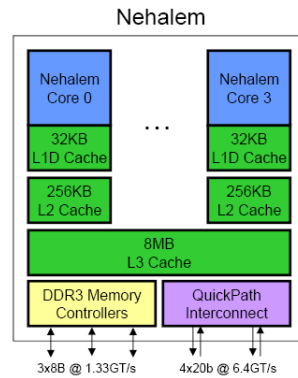 Nehalem
Nehalem
Core 0
Nehalem
Core 3
...
32KB
L1D Cache
32KB
L1D Cache
256KB
L2 Cache
256KB
L2 Cache
8MB
L3 Cache
DDR3 Memory
Controllers
QuickPath
Interconnect
3x8B @ 1.33GT/s
4x20b @ 6.4GT/s